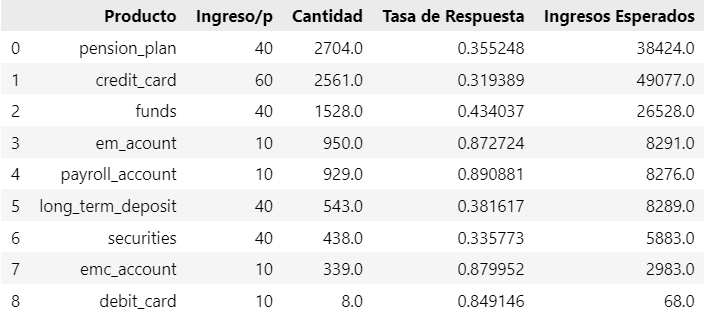 Producto Ingreso/p Cantidad Tasa de Respuesta Ingresos Esperados
0 pension_plan 40 2704.0 0.355248 38424.0
1 credit_card 60 2561.0 0.319389 49077.0
2 funds 40 1528.0 0.434037 26528.0
3 em_acount 10 950.0 0.872724 8291.0
4 payroll_account 10 929.0 0.890881 8276.0
5 long_term_deposit 40 543.0 0.381617 8289.0
6 securities 40 438.0 0.335773 5883.0
7 emc_account 10 339.0 0.879952 2983.0
8 debit_card 10 8.0 0.849146 68.0